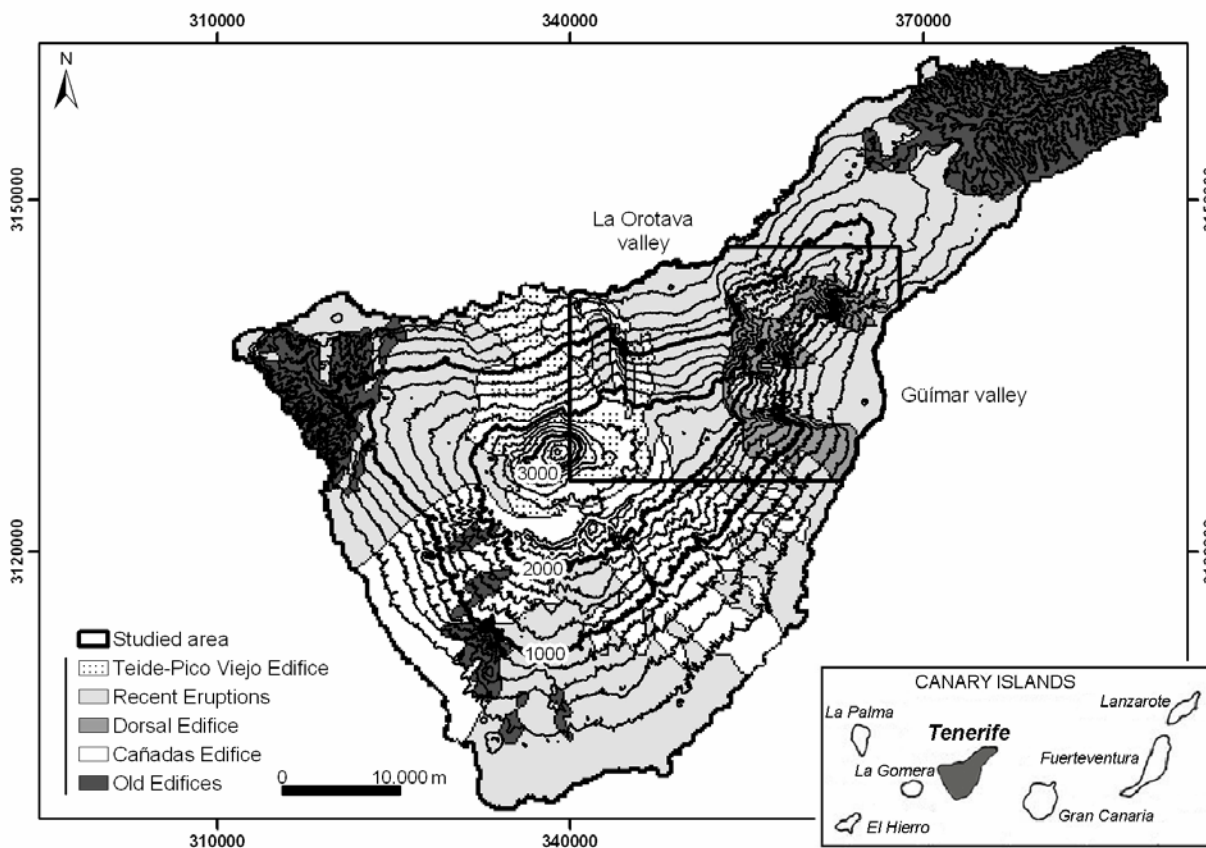 310000
340000
370000
N
3150000
3150000
La Orotava
valley
Güímar valley
3000
3120000
3120000
2000
1000
Studied area
Teide-Pico Viejo Edifice
Recent Eruptions
Dorsal Edifice
Cañadas Edifice
Old Edifices
0
10,000 m
CANARY ISLANDS
Lanzarote
La Palma
Tenerife
Fuerteventura
La Gomera
Gran Canaria
El Hierro
310000
340000